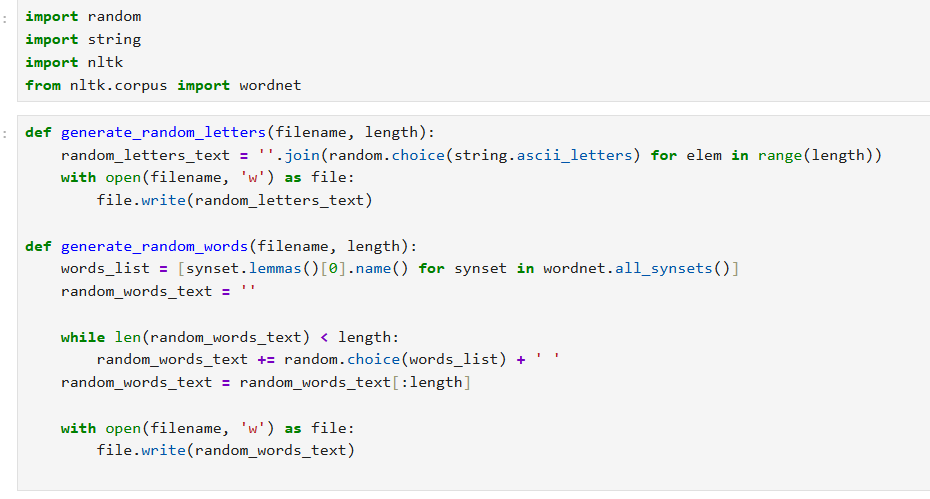 :
import random
import string
import nltk
from nltk.corpus import wordnet
:
def generate_random_letters(filename, length):
    random_letters_text = ''.join(random.choice(string.ascii_letters) for elem in range(length))
    with open(filename, 'w') as file:
        file.write(random_letters_text)
def generate_random_words(filename, length):
    words_list = [synset.lemmas()[0].name() for synset in wordnet.all_synsets()]
    random_words_text = ''
    while len(random_words_text) < length:
        random_words_text += random.choice(words_list) + ' '
    random_words_text = random_words_text[:length]
    with open(filename, 'w') as file:
        file.write(random_words_text)